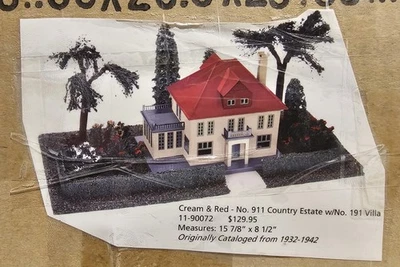 Cream & Red - No. 911 Country Estate w/No. 191 Villa
11-90072 $129.95
Measures: 15 7/8" x 8 1/2"
Originally Cataloged from 1932-1942